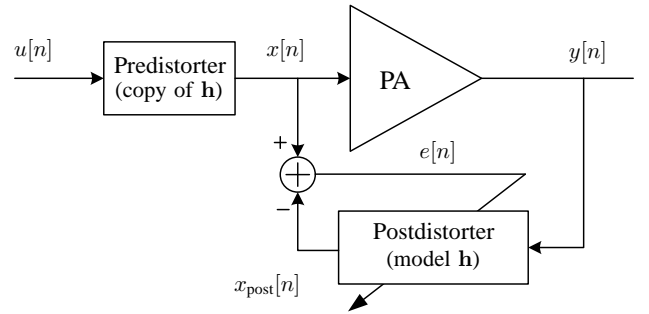 u[n]
Predistorter
(copy of h)
x[n]
PA
y[n]
+
e[n]
−
Postdistorter
(model h)
x_post[n]